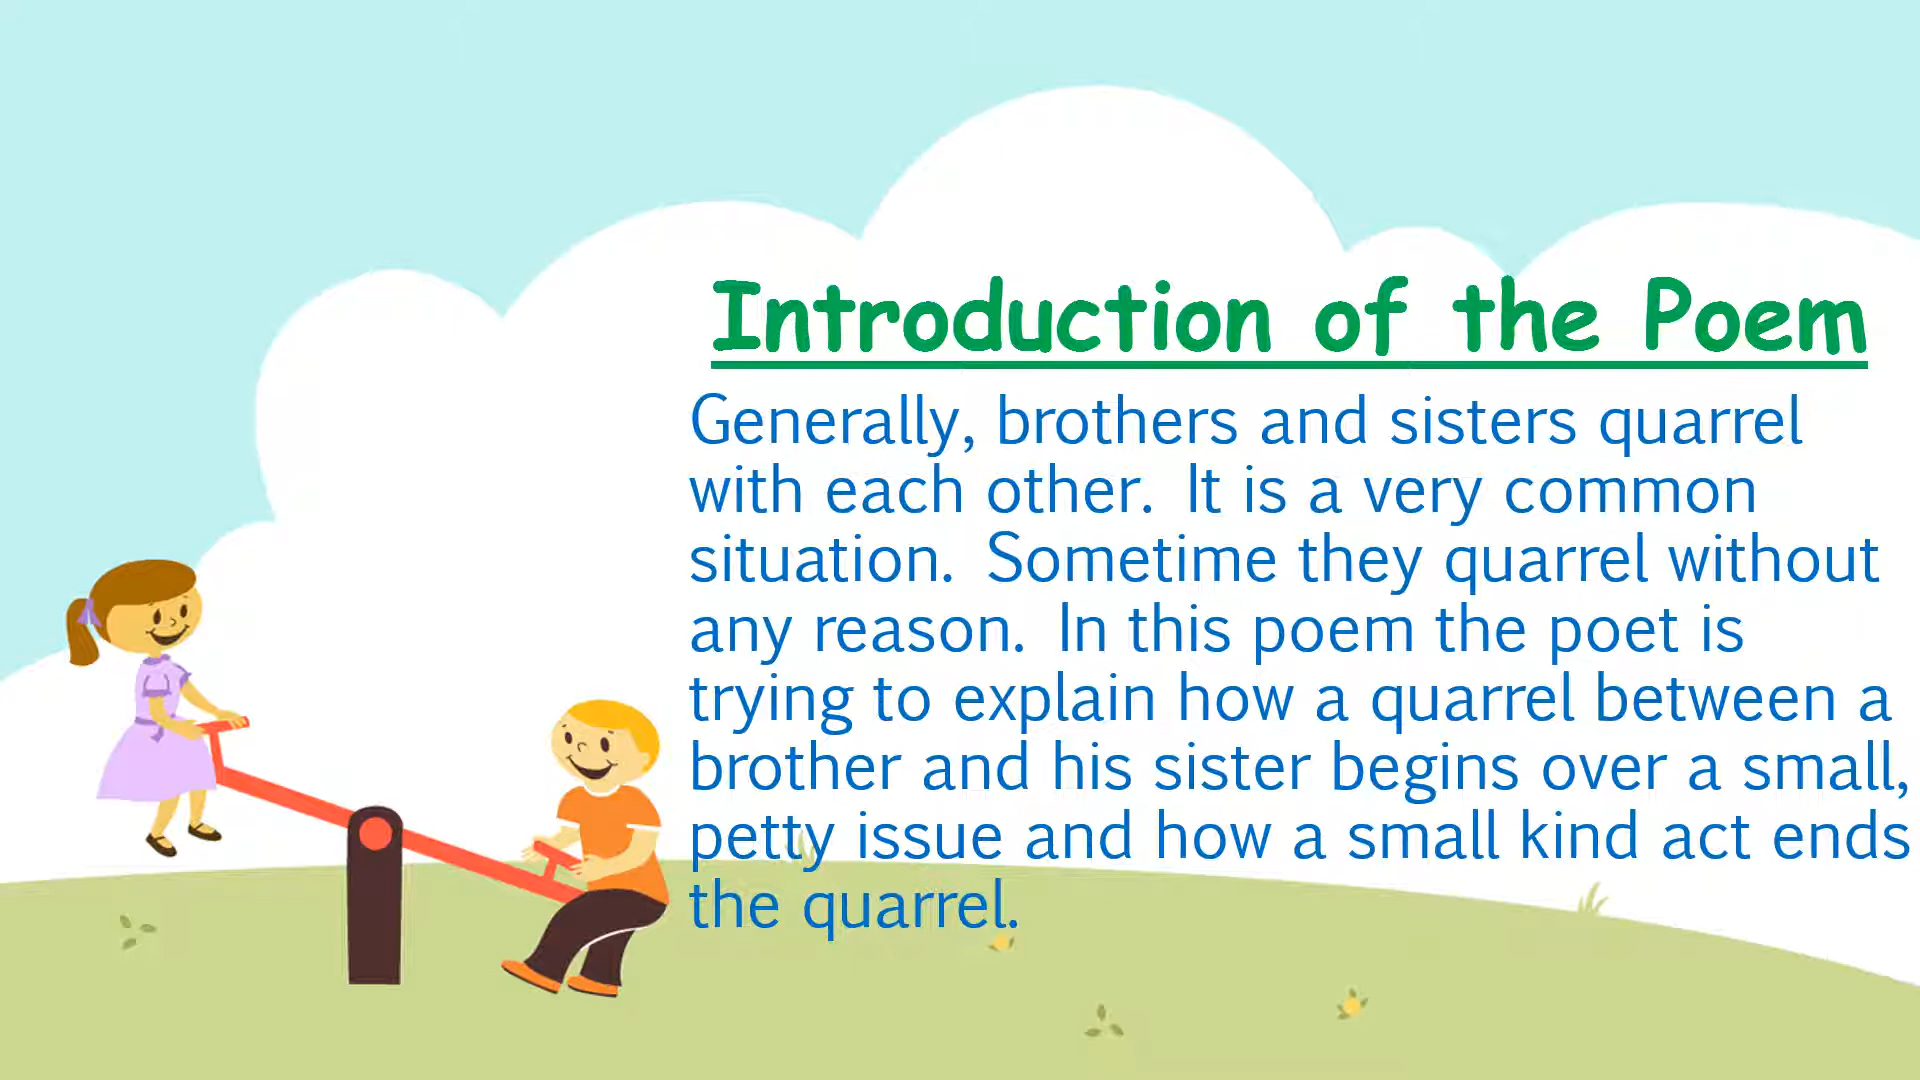 Introduction of the Poem
Generally, brothers and sisters quarrel
with each other. It is a very common
situation. Sometime they quarrel without
any reason. In this poem the poet is
trying to explain how a quarrel between a
brother and his sister begins over a small,
petty issue and how a small kind act ends
the quarrel.